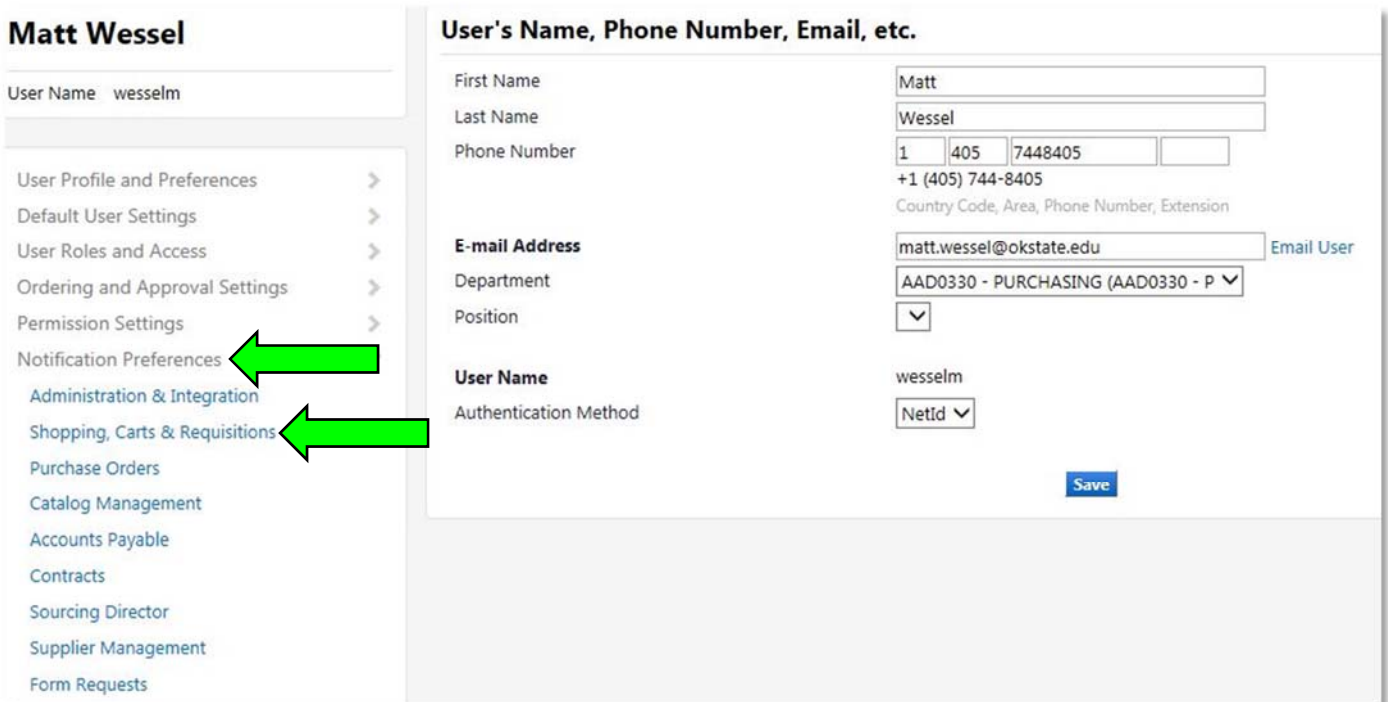 Matt Wessel
User Name wesselm
User Profile and Preferences
Default User Settings
User Roles and Access
Ordering and Approval Settings
Permission Settings
Notification Preferences
Administration & Integration
Shopping, Carts & Requisitions
Purchase Orders
Catalog Management
Accounts Payable
Contracts
Sourcing Director
Supplier Management
Form Requests
User's Name, Phone Number, Email, etc.
First Name Matt
Last Name Wessel
Phone Number 1 405 7448405
+1 (405) 744-8405
Country Code, Area, Phone Number, Extension
E-mail Address matt.wessel@okstate.edu Email User
Department AAD0330 - PURCHASING (AAD0330 - P
Position
User Name wesselm
Authentication Method NetId
Save